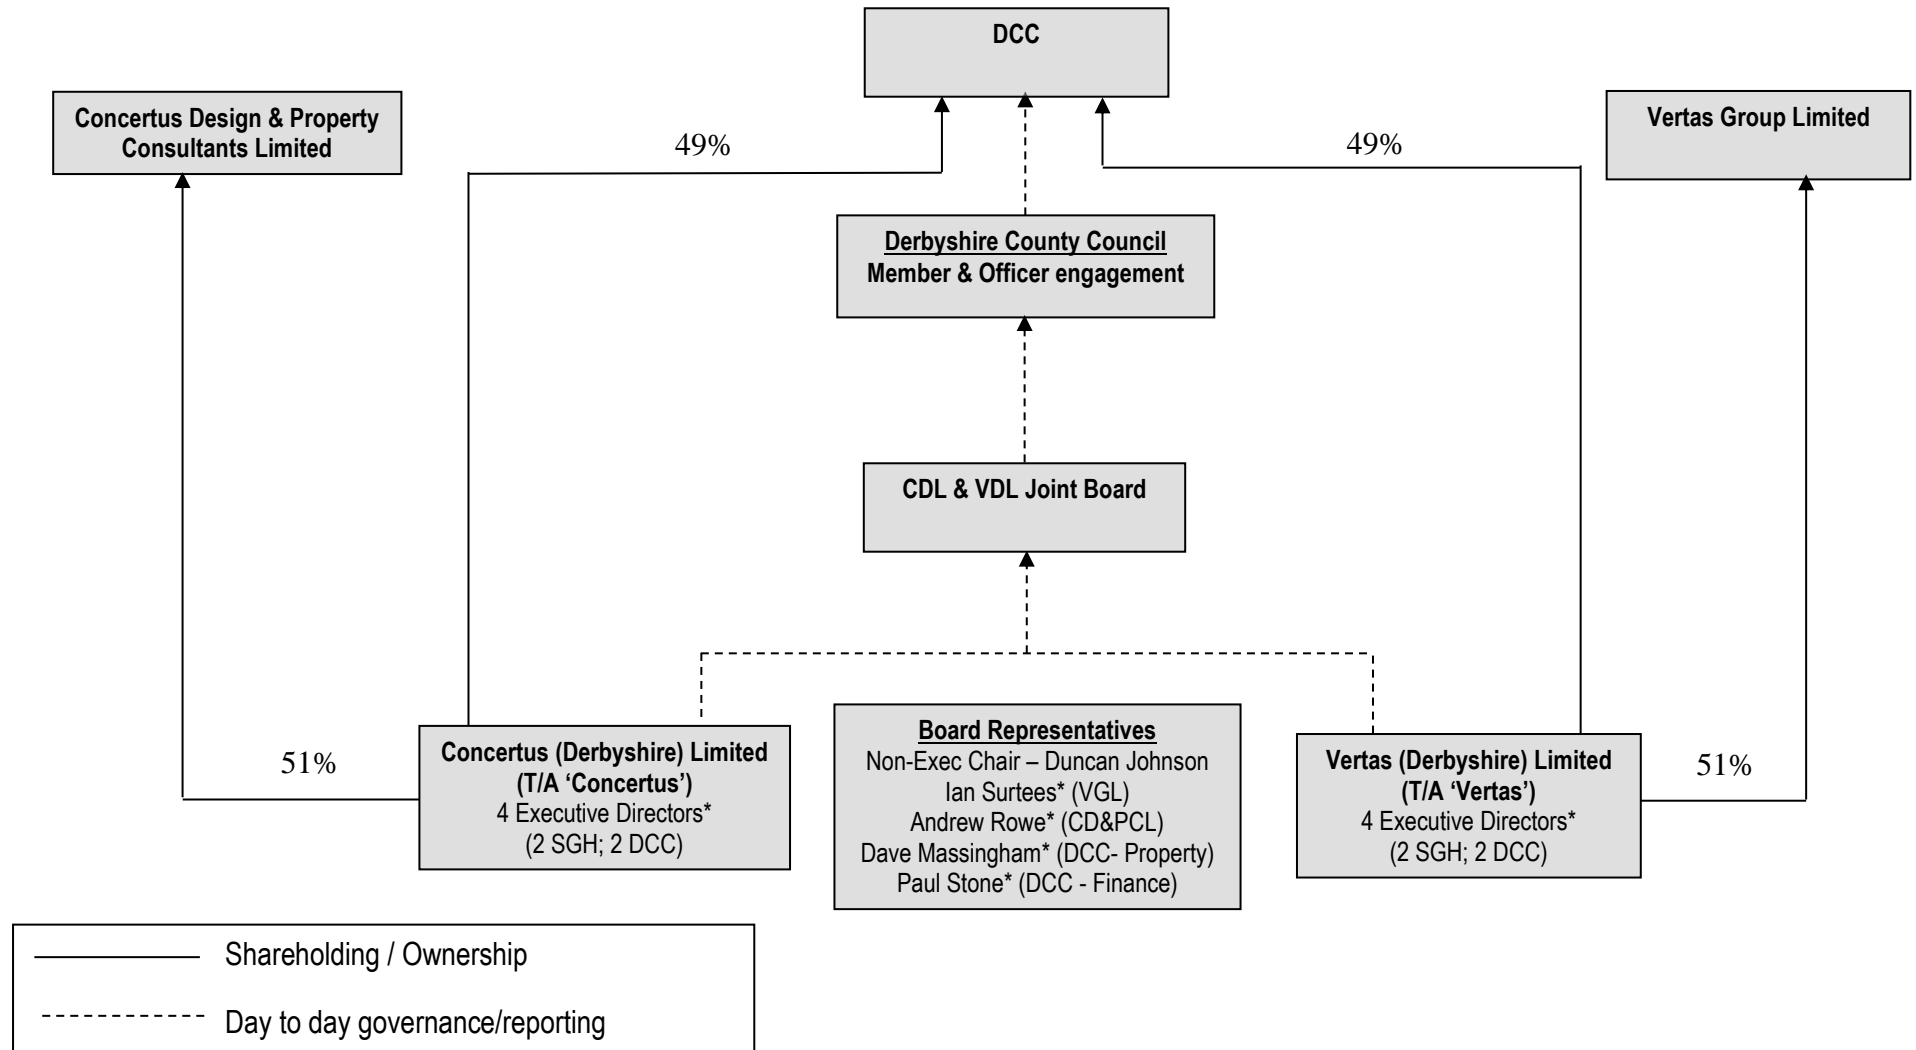 DCC
Concertus Design & Property
Consultants Limited
Vertas Group Limited
49%
49%
Derbyshire County Council
Member & Officer engagement
CDL & VDL Joint Board
51%
Concertus (Derbyshire) Limited
(T/A ‘Concertus’)
4 Executive Directors*
(2 SGH; 2 DCC)
Board Representatives
Non-Exec Chair – Duncan Johnson
Ian Surtees* (VGL)
Andrew Rowe* (CD&PCL)
Dave Massingham* (DCC- Property)
Paul Stone* (DCC - Finance)
Vertas (Derbyshire) Limited
(T/A ‘Vertas’)
4 Executive Directors*
(2 SGH; 2 DCC)
51%
Shareholding / Ownership
Day to day governance/reporting